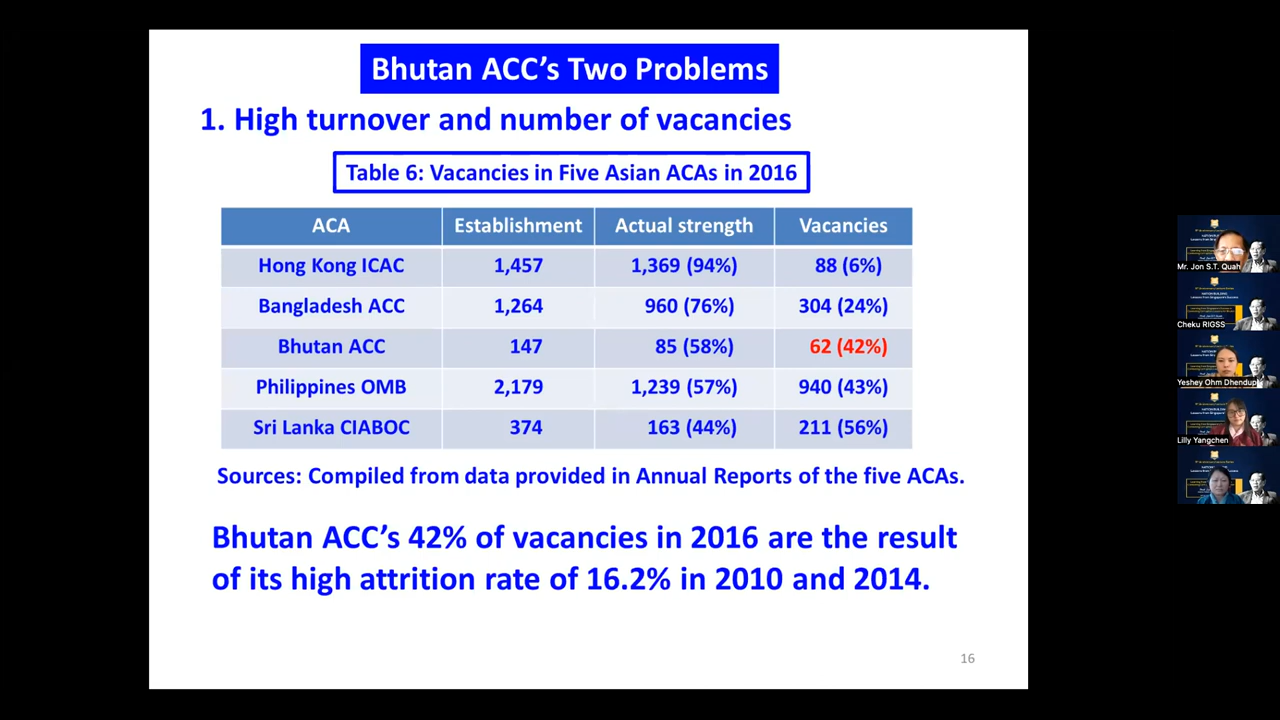 Bhutan ACC's Two Problems
1. High turnover and number of vacancies
Table 6: Vacancies in Five Asian ACAs in 2016
ACA Establishment Actual strength Vacancies
Hong Kong ICAC 1,457 1,369 (94%) 88 (6%)
Bangladesh ACC 1,264 960 (76%) 304 (24%)
Bhutan ACC 147 85 (58%) 62 (42%)
Philippines OMB 2,179 1,239 (57%) 940 (43%)
Sri Lanka CIABOC 374 163 (44%) 211 (56%)
Sources: Compiled from data provided in Annual Reports of the five ACAs.
Bhutan ACC's 42% of vacancies in 2016 are the result
of its high attrition rate of 16.2% in 2010 and 2014.
16
Mr. Jon S.T. Quah
Cheku RIGSS
Yeshey Ohm Dhendup
Lilly Yangchen